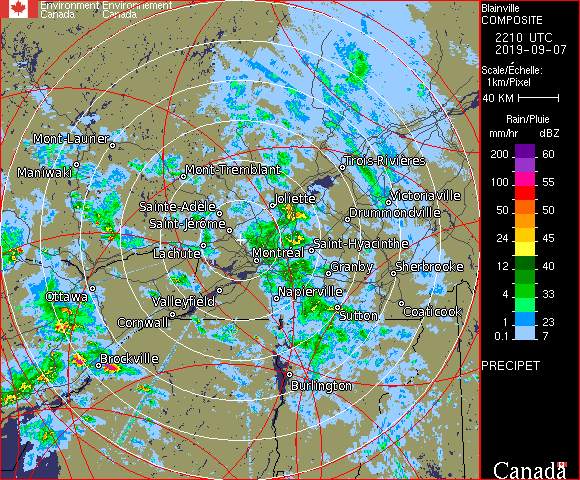 Environment Environnement
Canada Canada
Blainville
COMPOSITE
2210 UTC
2019-09-07
Scale/Échelle:
1km/Pixel
40 KM
Rain/Pluie
mm/hr dBZ
200 60
100 55
50 50
24 45
12 40
4 33
1 23
0.1 7
PRECIPET
Canada
Mont-Laurier
Maniwaki
Mont-Tremblant
Trois-Rivières
Joliette
Victoriaville
Sainte-Adèle
Drummondville
Saint-Jérôme
Lachute
Montréal
Saint-Hyacinthe
Granby
Sherbrooke
Ottawa
Valleyfield
Napierville
Cornwall
Sutton
Coaticook
Brockville
Burlington